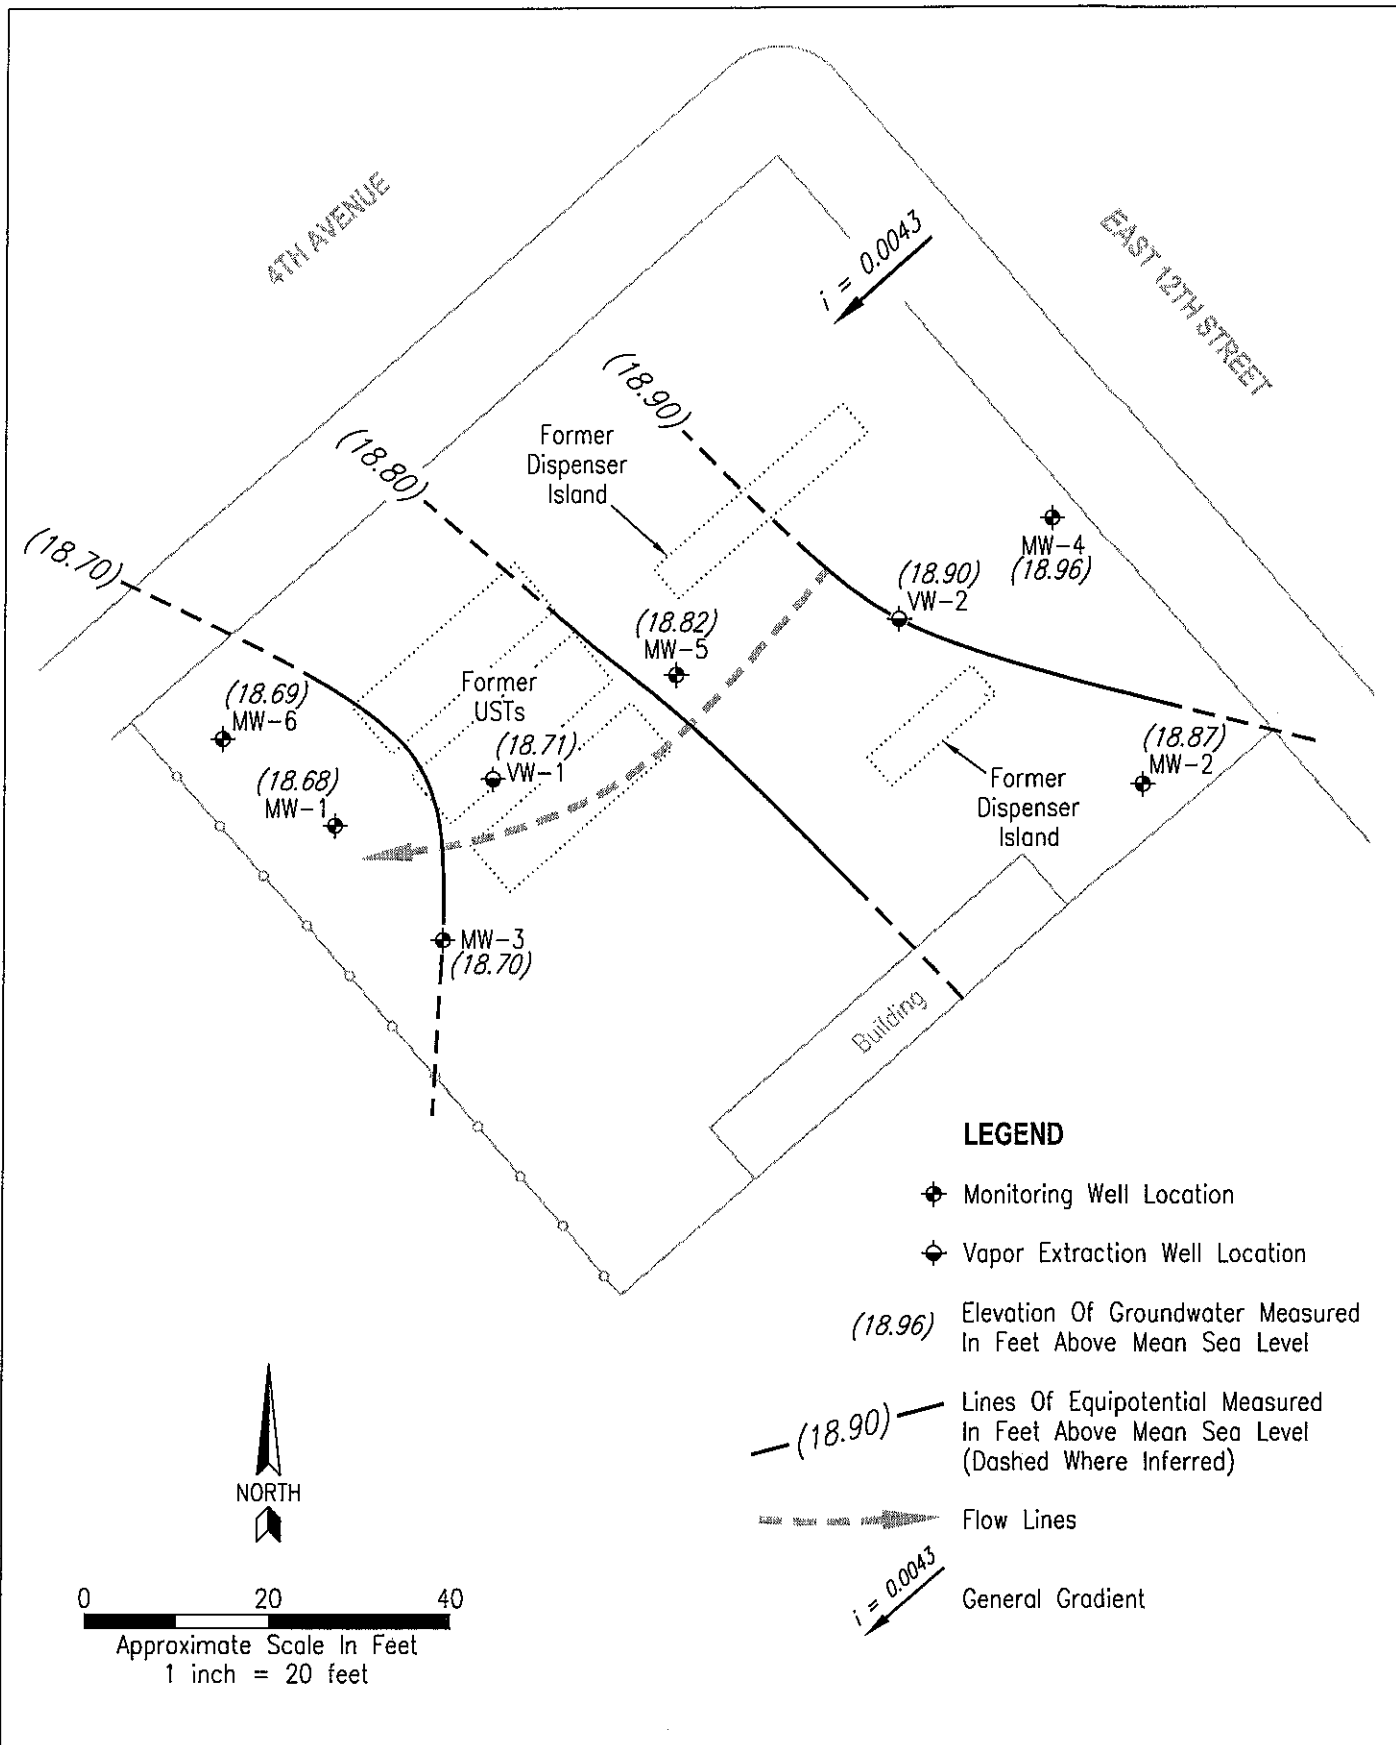 4TH AVENUE
EAST 12TH STREET
i = 0.0043
(18.90)
(18.80)
(18.70)
Former
Dispenser
Island
MW-4
(18.96)
(18.90)
VW-2
(18.82)
MW-5
Former
USTs
(18.69)
MW-6
(18.71)
VW-1
(18.87)
MW-2
(18.68)
MW-1
Former
Dispenser
Island
MW-3
(18.70)
Building
LEGEND
Monitoring Well Location
Vapor Extraction Well Location
(18.96)
Elevation Of Groundwater Measured
In Feet Above Mean Sea Level
(18.90)
Lines Of Equipotential Measured
In Feet Above Mean Sea Level
(Dashed Where Inferred)
Flow Lines
i = 0.0043
General Gradient
NORTH
0 20 40
Approximate Scale In Feet
1 inch = 20 feet